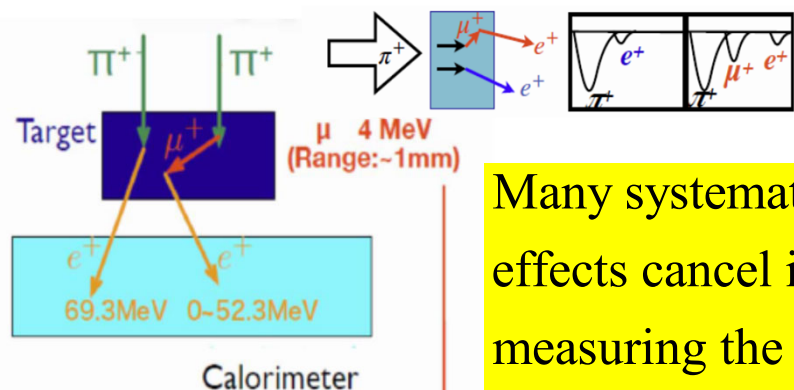 π+ π+
π+
μ+
e+
e+
e+
π+
π+
μ+ e+
Target
μ+
μ 4 MeV
(Range:~1mm)
e+
e+
69.3MeV 0~52.3MeV
Calorimeter
Many systemat
effects cancel i
measuring the